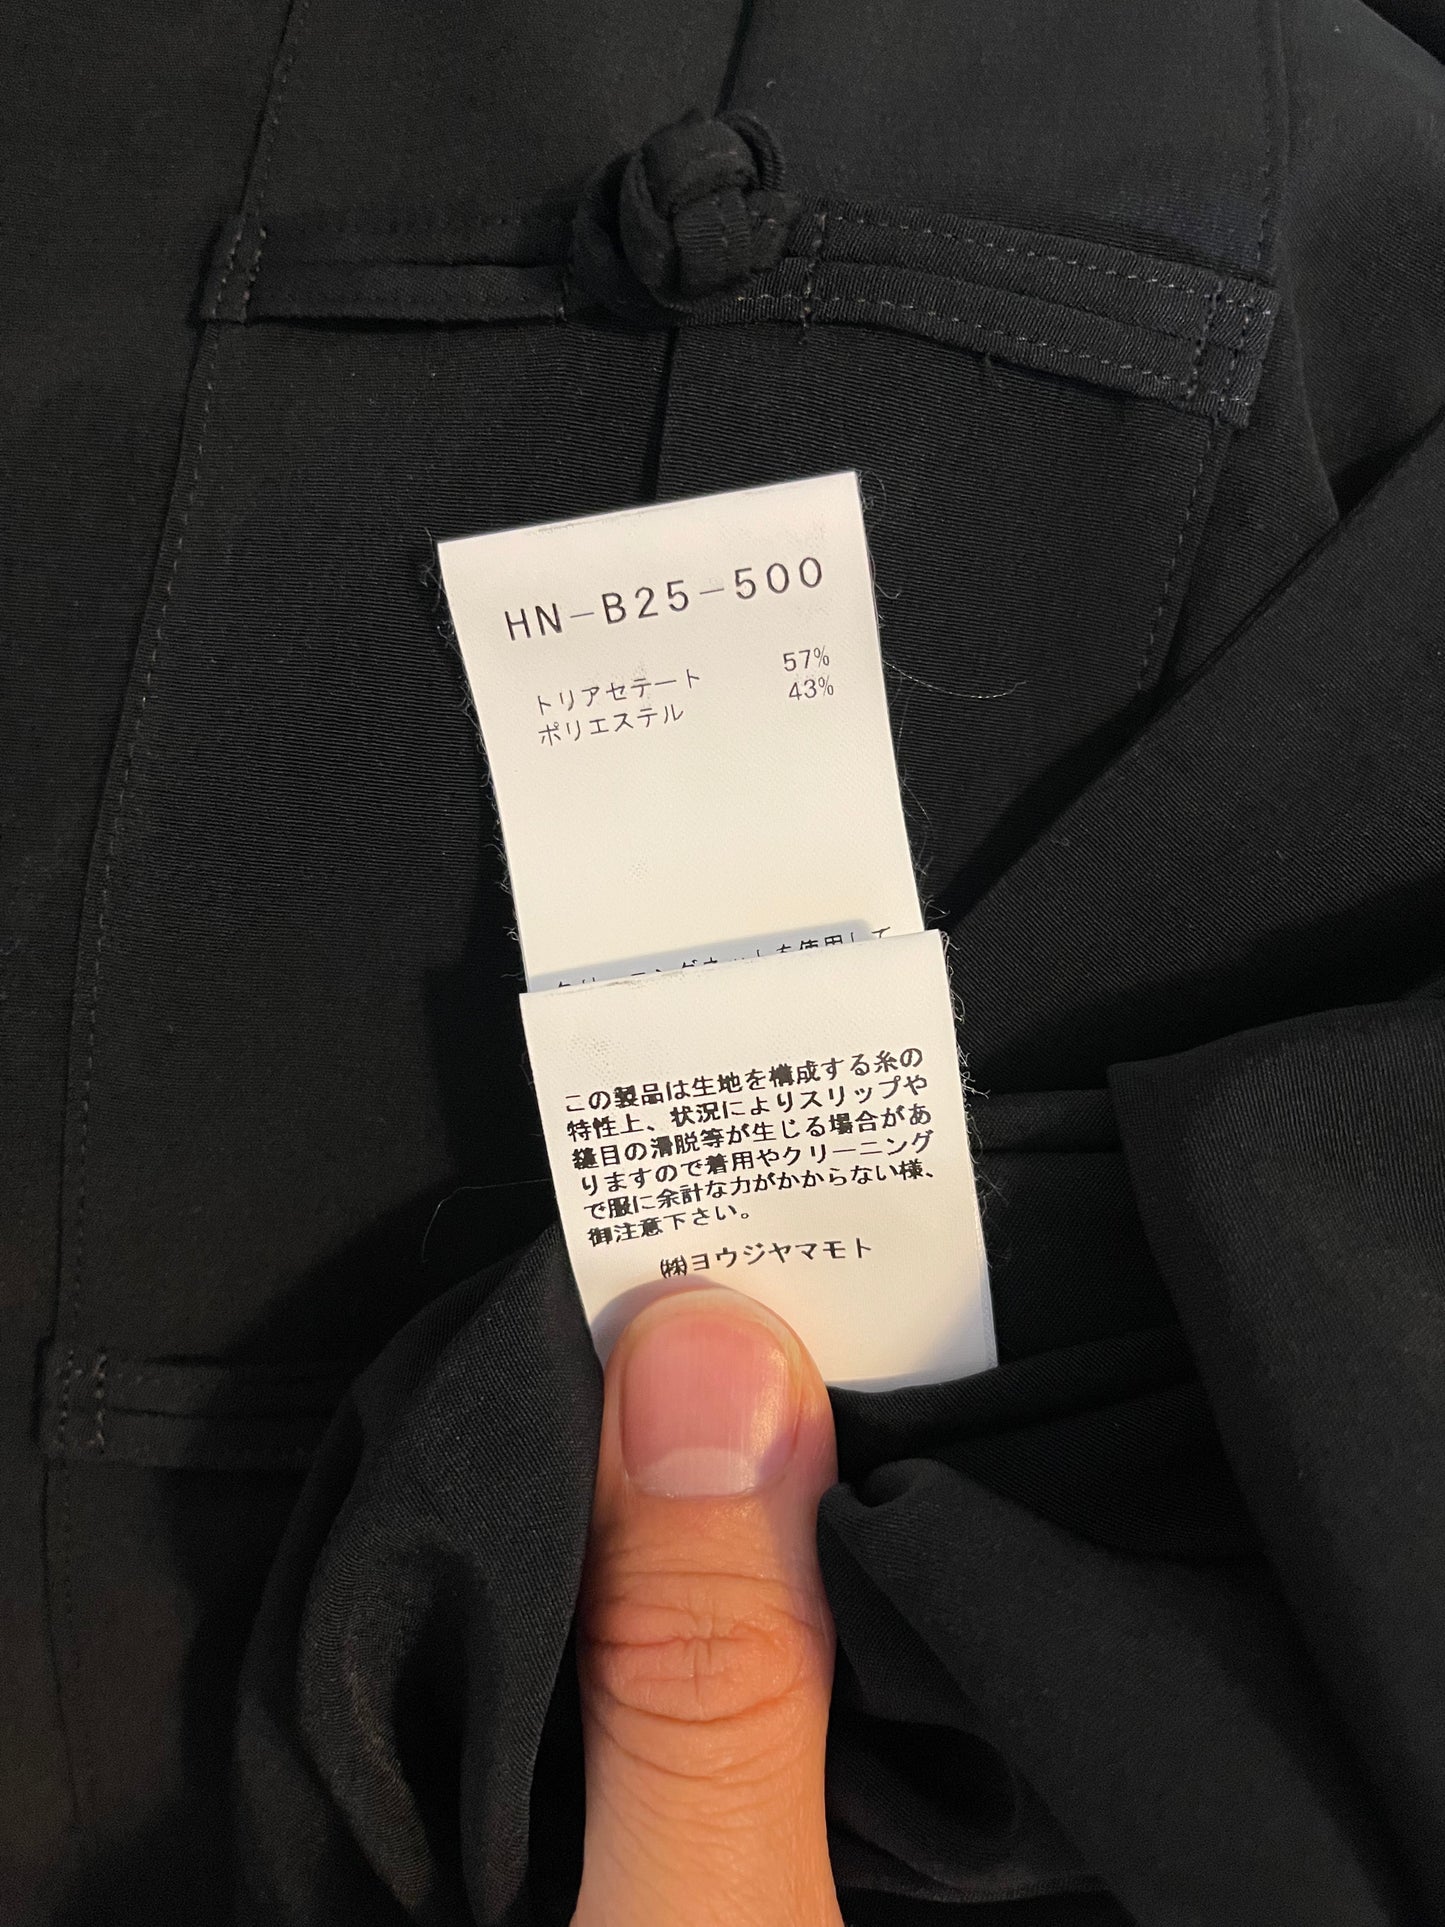 HN-B25-500
トリアセテート 57%
ポリエステル 43%
この製品は生地を構成する糸の
特性上、状況によりスリップや
縫目の滑脱等が生じる場合があ
りますので着用やクリーニング
で服に余計な力がかからない様、
御注意下さい。
㈱ヨウジヤマモト